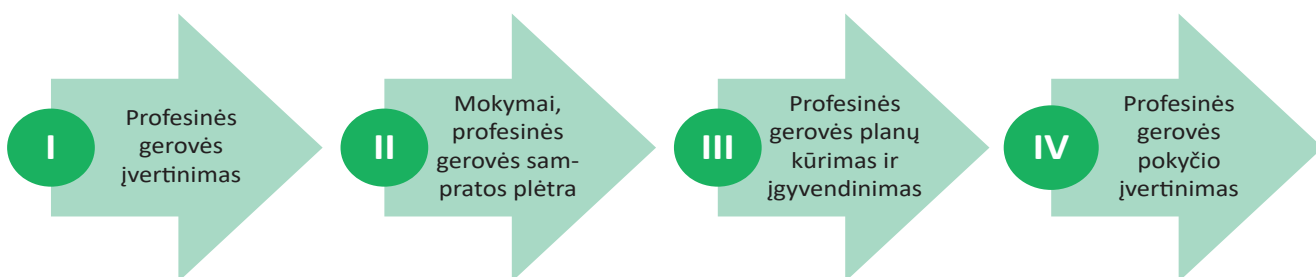 I
Profesinės
gerovės
įvertinimas
II
Mokymai,
profesinės
gerovės sam-
pratos plėtra
III
Profesinės
gerovės planų
kūrimas ir
įgyvendinimas
IV
Profesinės
gerovės
pokyčio
įvertinimas